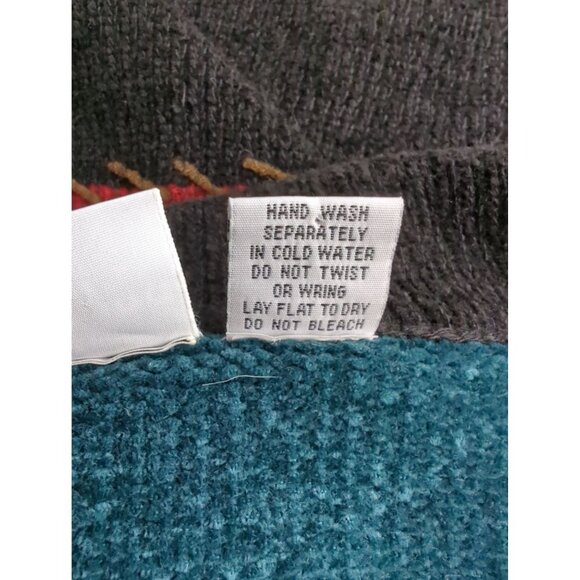 HAND WASH
SEPARATELY
IN COLD WATER
DO NOT TWIST
OR WRING
LAY FLAT TO DRY
DO NOT BLEACH